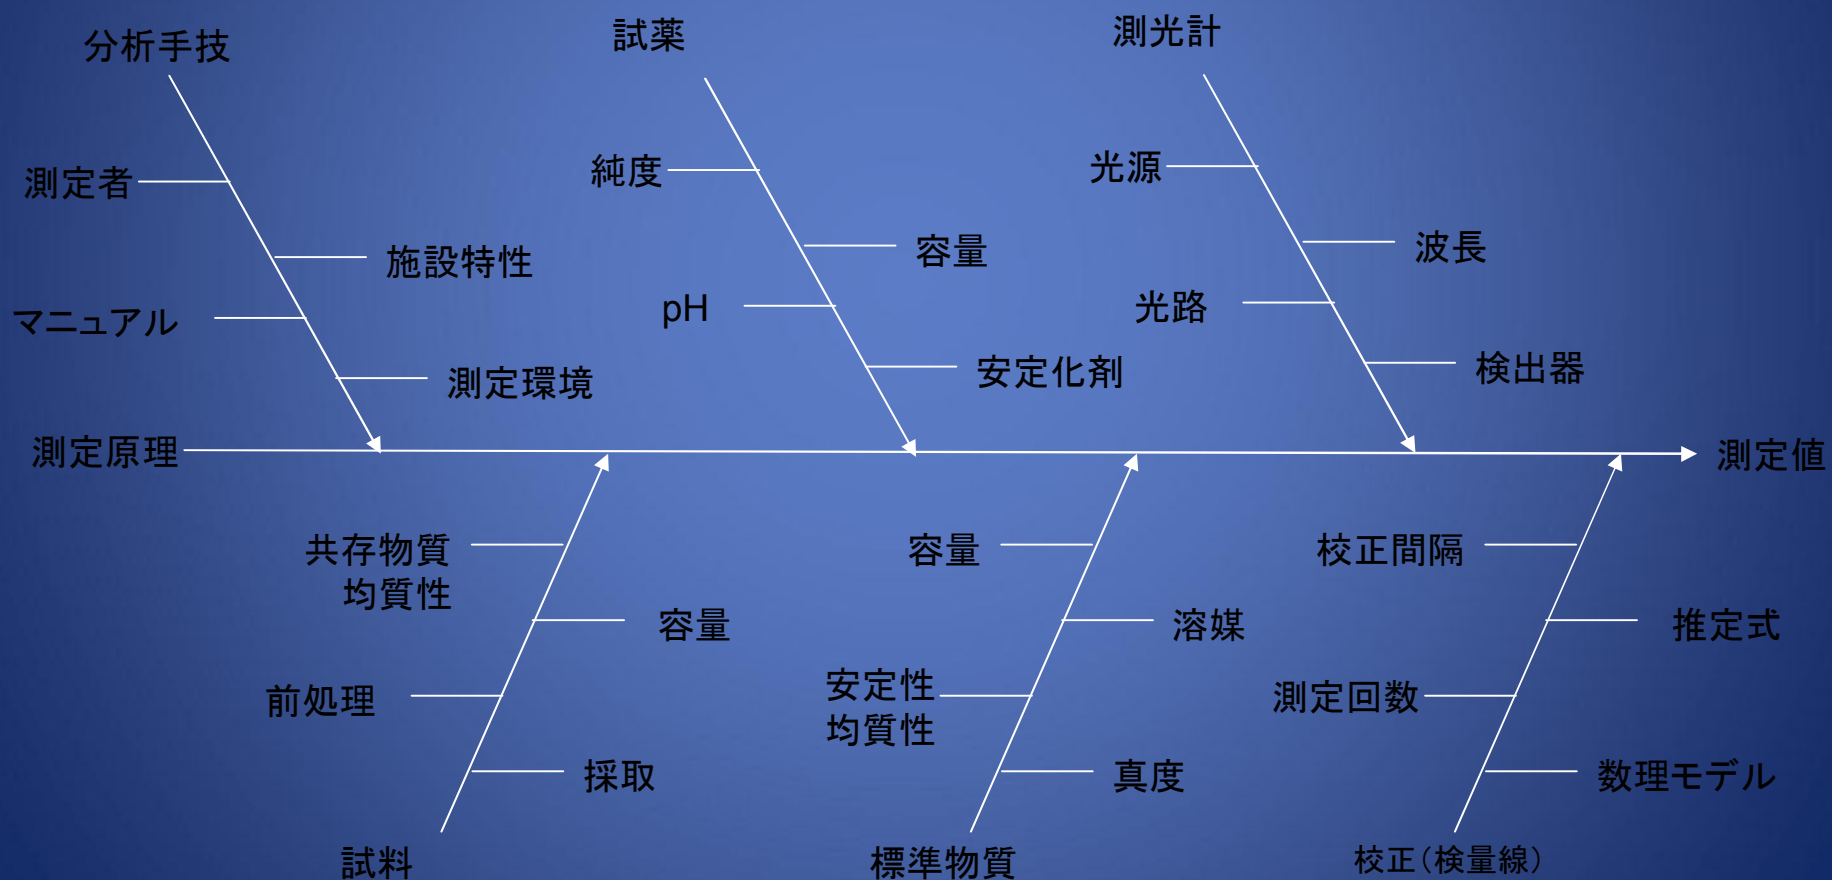 分析手技
試薬
測光計
測定者
純度
光源
施設特性
容量
波長
マニュアル
pH
光路
測定環境
安定化剤
検出器
測定原理
測定値
共存物質
均質性
容量
校正間隔
容量
溶媒
推定式
前処理
安定性
均質性
測定回数
採取
真度
数理モデル
試料
標準物質
校正（検量線）